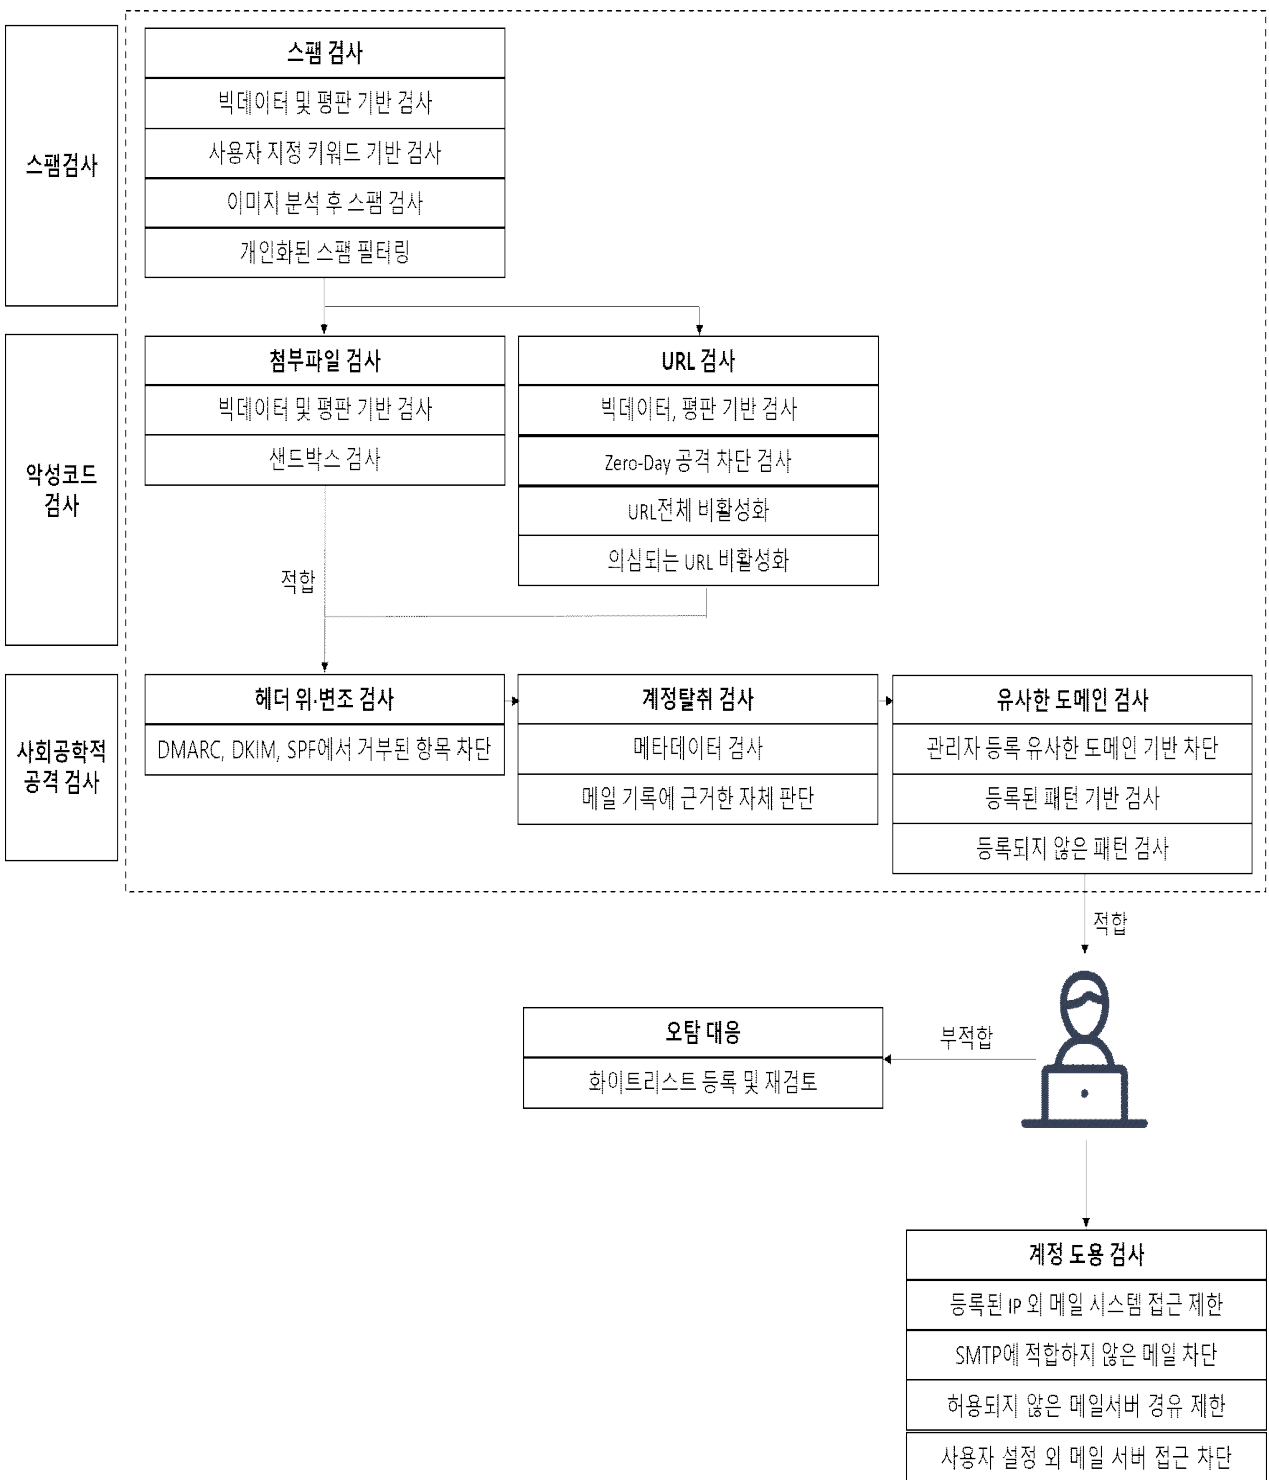 스팸검사
스팸 검사
빅데이터 및 평판 기반 검사
사용자 지정 키워드 기반 검사
이미지 분석 후 스팸 검사
개인화된 스팸 필터링
악성코드
검사
첨부파일 검사
빅데이터 및 평판 기반 검사
샌드박스 검사
URL 검사
빅데이터, 평판 기반 검사
Zero-Day 공격 차단 검사
URL전체 비활성화
의심되는 URL 비활성화
적합
사회공학적
공격 검사
헤더 위·변조 검사
DMARC, DKIM, SPF에서 거부된 항목 차단
계정탈취 검사
메타데이터 검사
메일 기록에 근거한 자체 판단
유사한 도메인 검사
관리자 등록 유사한 도메인 기반 차단
등록된 패턴 기반 검사
등록되지 않은 패턴 검사
적합
부적합
오탐 대응
화이트리스트 등록 및 재검토
계정 도용 검사
등록된 IP 외 메일 시스템 접근 제한
SMTP에 적합하지 않은 메일 차단
허용되지 않은 메일서버 경유 제한
사용자 설정 외 메일 서버 접근 차단